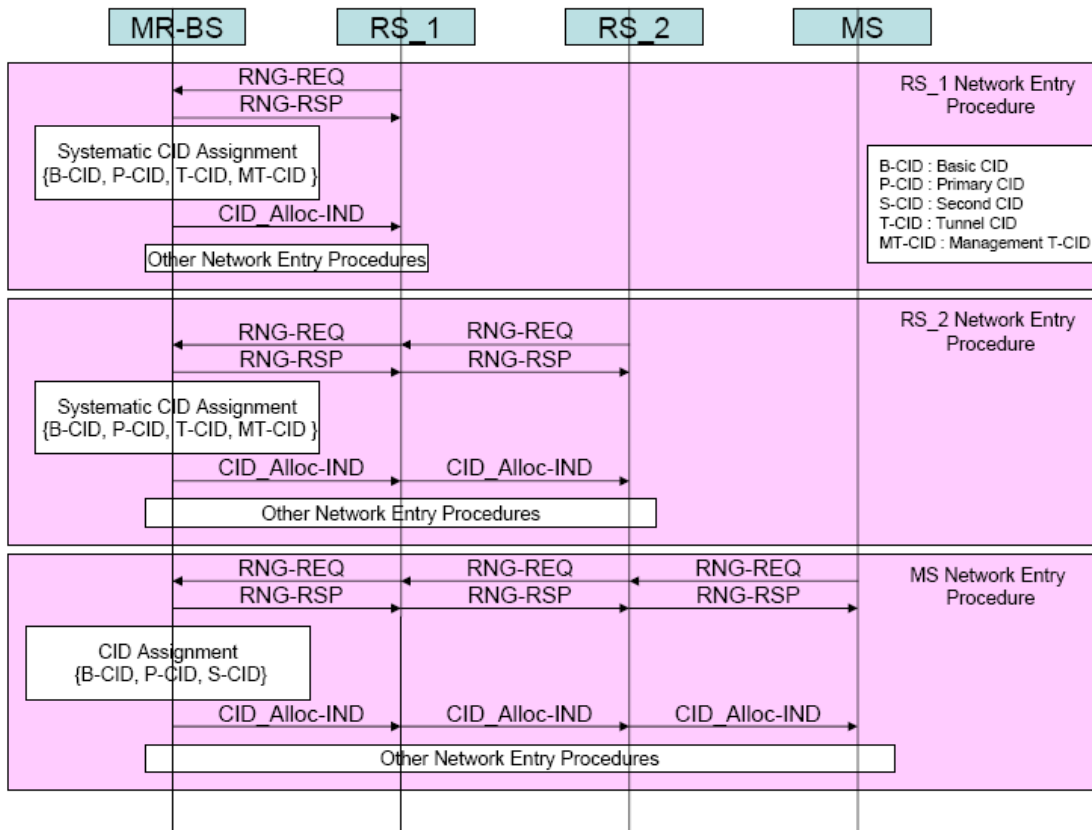 MR-BS RS_1 RS_2 MS
RNG-REQ
RNG-RSP
RS_1 Network Entry
Procedure
Systematic CID Assignment
{B-CID, P-CID, T-CID, MT-CID }
B-CID : Basic CID
P-CID : Primary CID
S-CID : Second CID
T-CID : Tunnel CID
MT-CID : Management T-CID
CID_Alloc-IND
Other Network Entry Procedures
RS_2 Network Entry
Procedure
RNG-REQ RNG-REQ
RNG-RSP RNG-RSP
Systematic CID Assignment
{B-CID, P-CID, T-CID, MT-CID }
CID_Alloc-IND CID_Alloc-IND
Other Network Entry Procedures
RNG-REQ RNG-REQ RNG-REQ
RNG-RSP RNG-RSP RNG-RSP
MS Network Entry
Procedure
CID Assignment
{B-CID, P-CID, S-CID}
CID_Alloc-IND CID_Alloc-IND CID_Alloc-IND
Other Network Entry Procedures